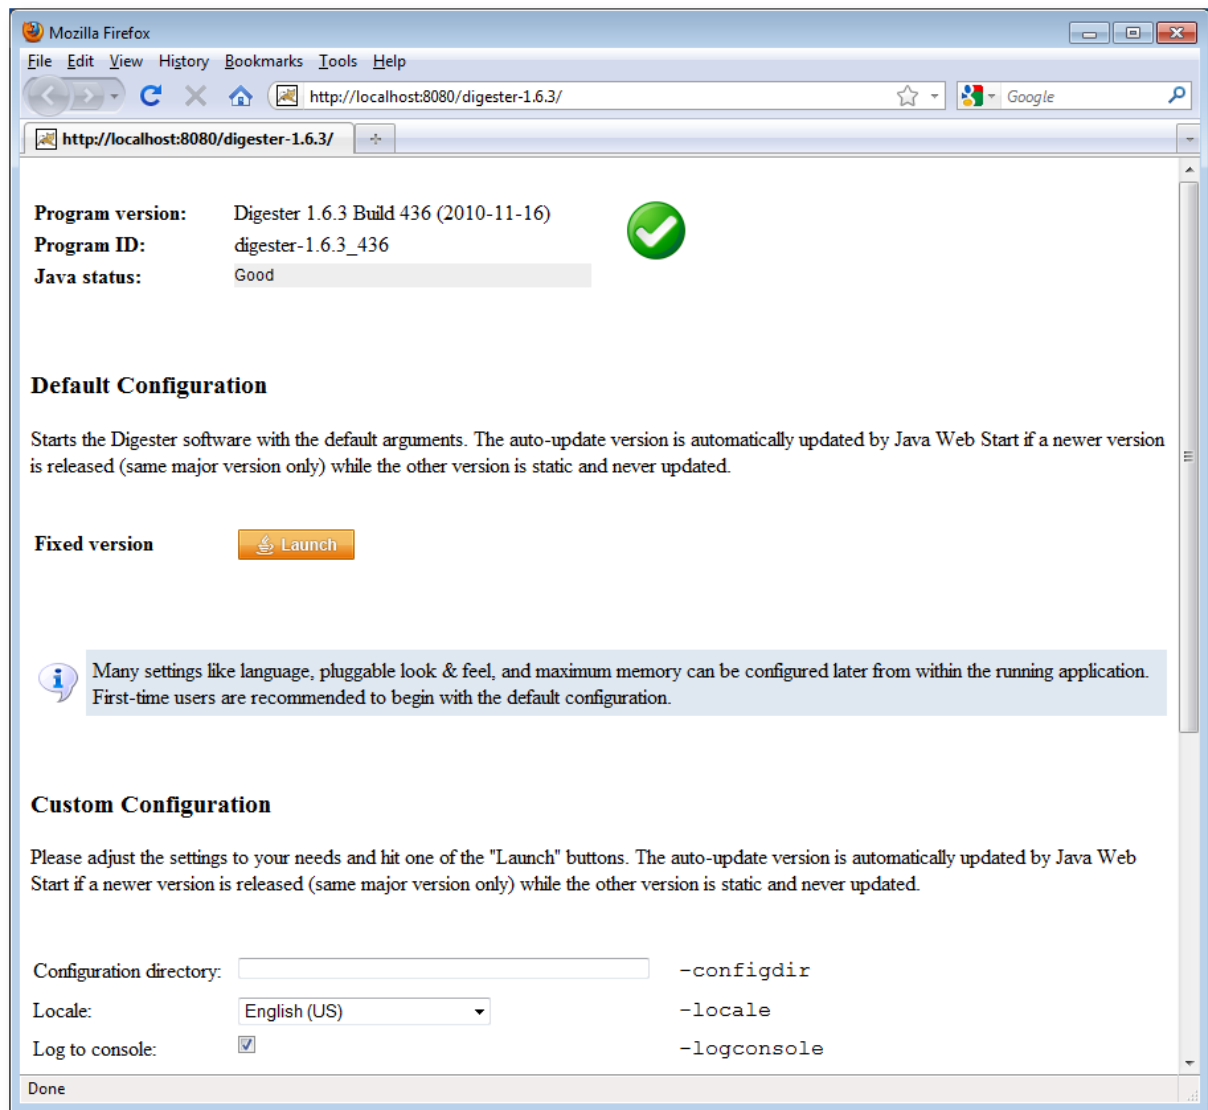 Mozilla Firefox
File Edit View History Bookmarks Tools Help
http://localhost:8080/digester-1.6.3/ Google
http://localhost:8080/digester-1.6.3/
Program version: Digester 1.6.3 Build 436 (2010-11-16)
Program ID: digester-1.6.3_436
Java status: Good
Default Configuration
Starts the Digester software with the default arguments. The auto-update version is automatically updated by Java Web Start if a newer version
is released (same major version only) while the other version is static and never updated.
Fixed version Launch
Many settings like language, pluggable look & feel, and maximum memory can be configured later from within the running application.
First-time users are recommended to begin with the default configuration.
Custom Configuration
Please adjust the settings to your needs and hit one of the "Launch" buttons. The auto-update version is automatically updated by Java Web
Start if a newer version is released (same major version only) while the other version is static and never updated.
Configuration directory: -configdir
Locale: English (US) -locale
Log to console: -logconsole
Done